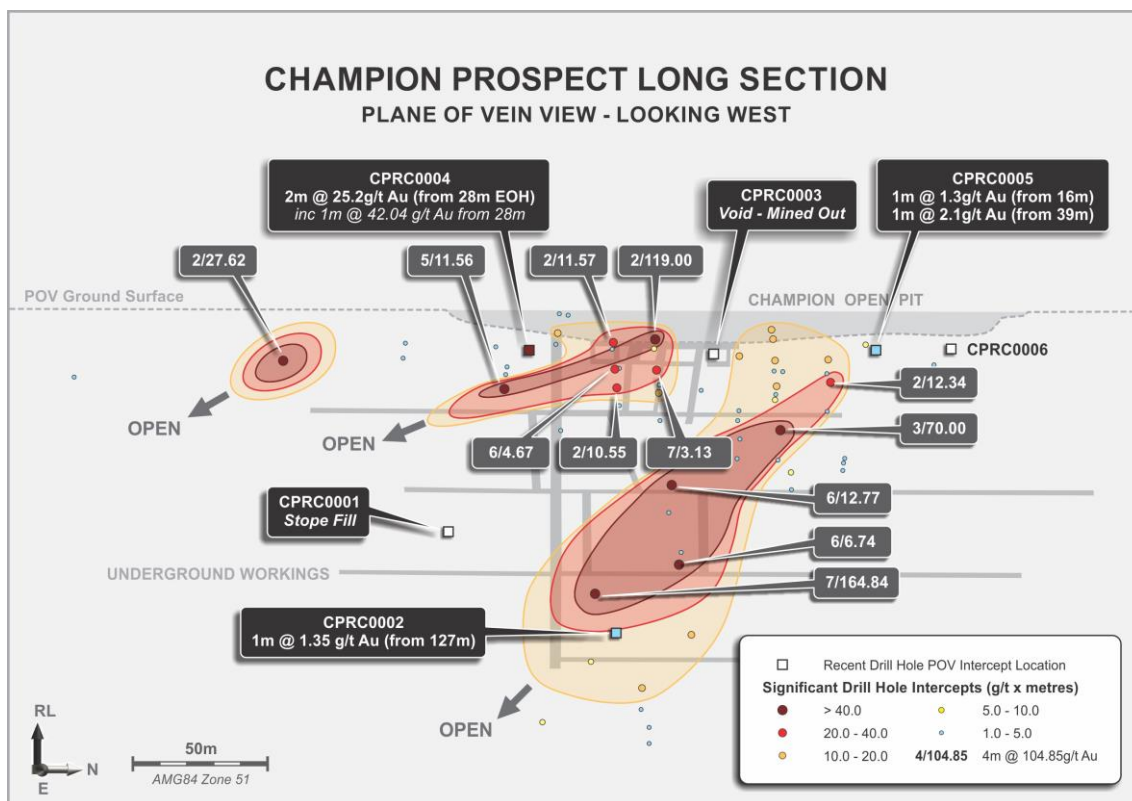 CHAMPION PROSPECT LONG SECTION
PLANE OF VEIN VIEW - LOOKING WEST
CPRC0004
2m @ 25.2g/t Au (from 28m EOH)
inc 1m @ 42.04 g/t Au from 28m
CPRC0003
Void - Mined Out
CPRC0005
1m @ 1.3g/t Au (from 16m)
1m @ 2.1g/t Au (from 39m)
2/27.62
5/11.56
2/11.57
2/119.00
POV Ground Surface
CHAMPION OPEN PIT
CPRC0006
2/12.34
OPEN
OPEN
3/70.00
6/4.67
2/10.55
7/3.13
6/12.77
CPRC0001
Stope Fill
6/6.74
UNDERGROUND WORKINGS
7/164.84
CPRC0002
1m @ 1.35 g/t Au (from 127m)
OPEN
Recent Drill Hole POV Intercept Location
Significant Drill Hole Intercepts (g/t x metres)
> 40.0
5.0 - 10.0
20.0 - 40.0
1.0 - 5.0
10.0 - 20.0
4/104.85 4m @ 104.85g/t Au
RL
N
E
50m
AMG84 Zone 51